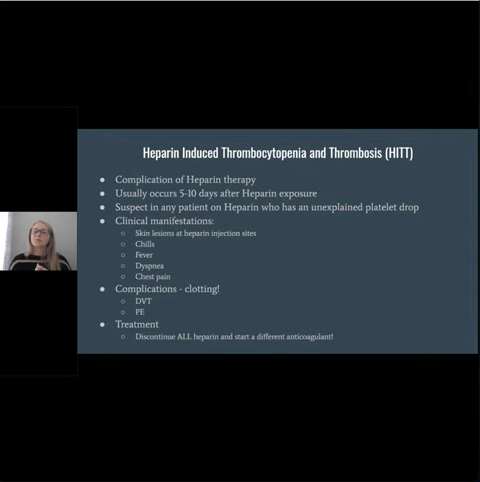 Heparin Induced Thrombocytopenia and Thrombosis (HITT)
● Complication of Heparin therapy
● Usually occurs 5-10 days after Heparin exposure
● Suspect in any patient on Heparin who has an unexplained platelet drop
● Clinical manifestations:
○ Skin lesions at heparin injection sites
○ Chills
○ Fever
○ Dyspnea
○ Chest pain
● Complications - clotting!
○ DVT
○ PE
● Treatment
○ Discontinue ALL heparin and start a different anticoagulant!